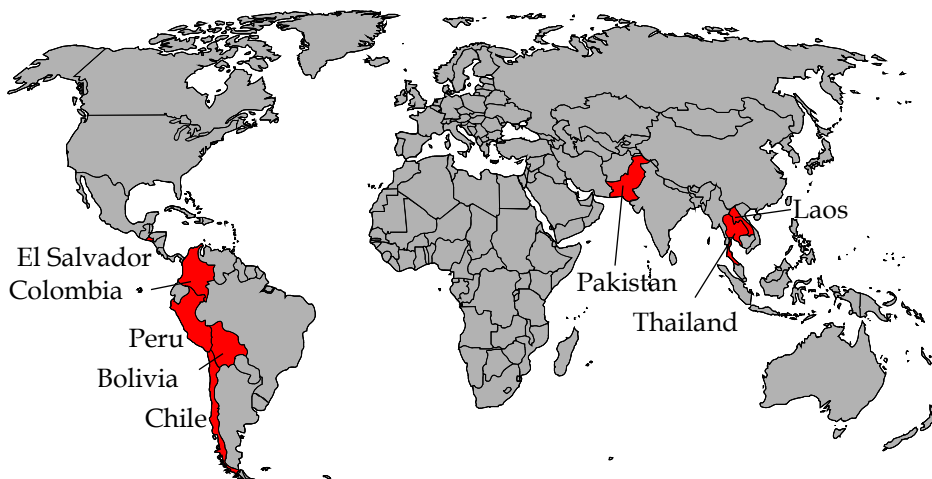 Laos
El Salvador
Pakistan
Colombia
Thailand
Peru
Bolivia
Chile